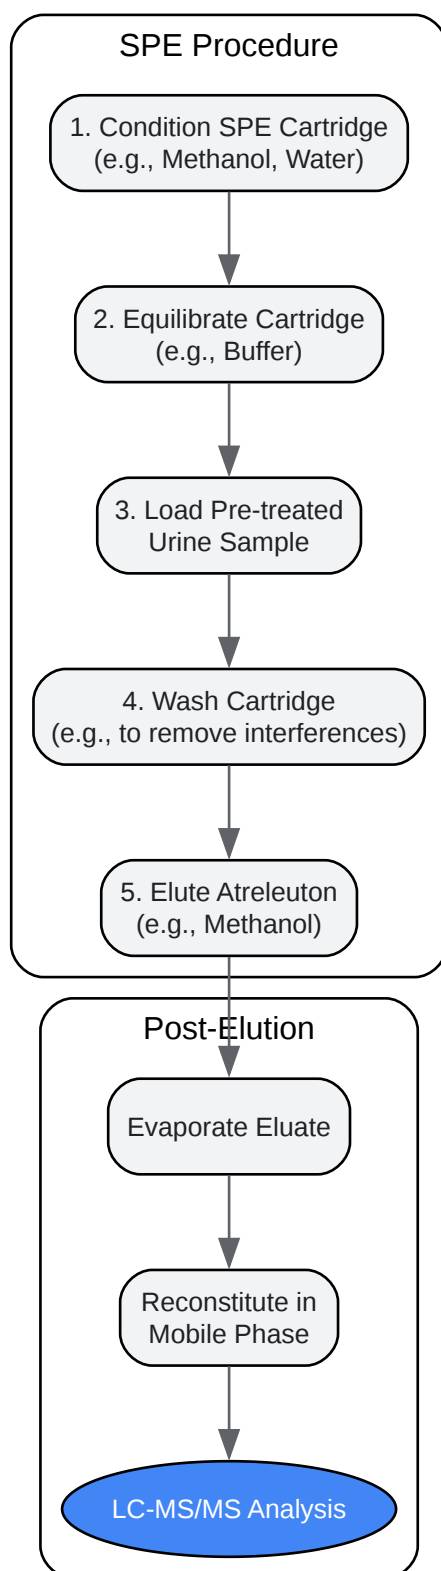 SPE Procedure
1. Condition SPE Cartridge
(e.g., Methanol, Water)
2. Equilibrate Cartridge
(e.g., Buffer)
3. Load Pre-treated
Urine Sample
4. Wash Cartridge
(e.g., to remove interferences)
5. Elute Atreleuton
(e.g., Methanol)
Post-Elution
Evaporate Eluate
Reconstitute in
Mobile Phase
LC-MS/MS Analysis